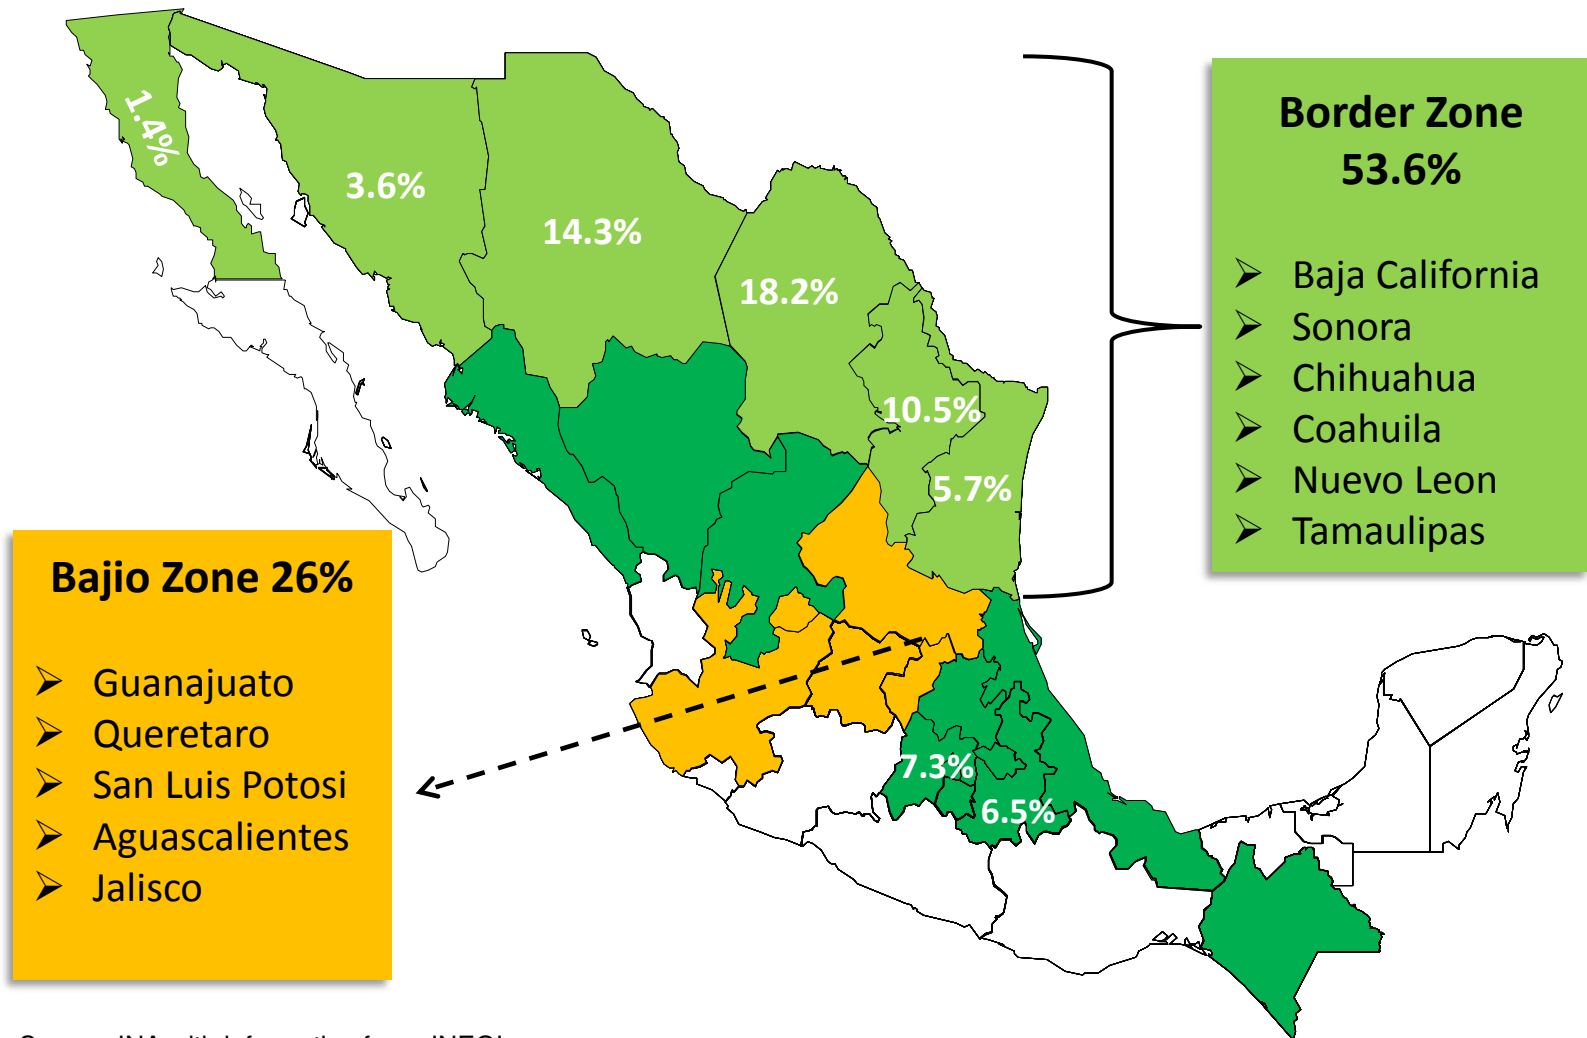 1.4%
3.6%
14.3%
18.2%
10.5%
5.7%
7.3%
6.5%
Border Zone
53.6%
➢ Baja California
➢ Sonora
➢ Chihuahua
➢ Coahuila
➢ Nuevo Leon
➢ Tamaulipas
Bajio Zone 26%
➢ Guanajuato
➢ Queretaro
➢ San Luis Potosi
➢ Aguascalientes
➢ Jalisco